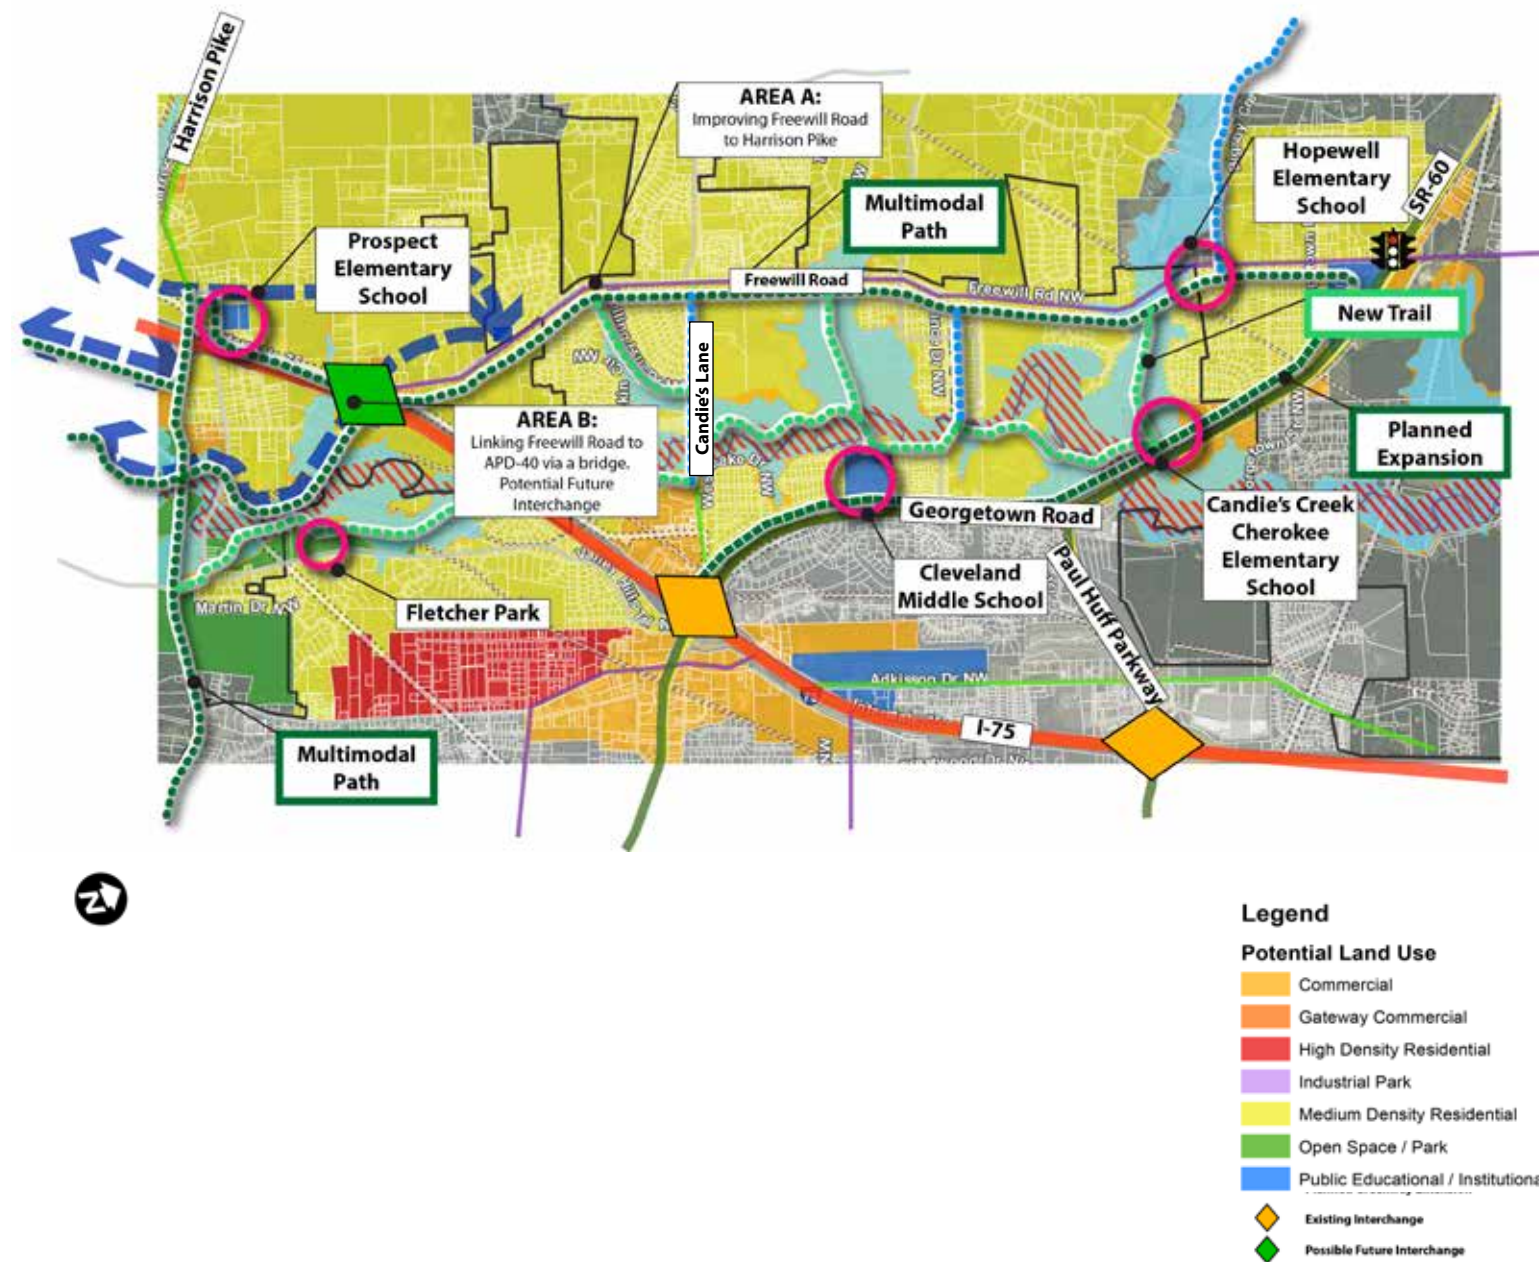 Harrison Pike
AREA A:
Improving Freewill Road
to Harrison Pike
Multimodal
Path
Hopewell
Elementary
School
SR-60
Prospect
Elementary
School
Freewill Road
Freewill Rd NW
New Trail
Candie's Lane
AREA B:
Linking Freewill Road to
APD-40 via a bridge.
Potential Future
Interchange
Planned
Expansion
Georgetown Road
Candie's Creek
Cherokee
Elementary
School
Cleveland
Middle School
Paul Huff Parkway
Martin Dr NW
Fletcher Park
Adkisson Dr NW
I-75
Multimodal
Path
N
Legend
Potential Land Use
Commercial
Gateway Commercial
High Density Residential
Industrial Park
Medium Density Residential
Open Space / Park
Public Educational / Institutiona
Existing Interchange
Possible Future Interchange